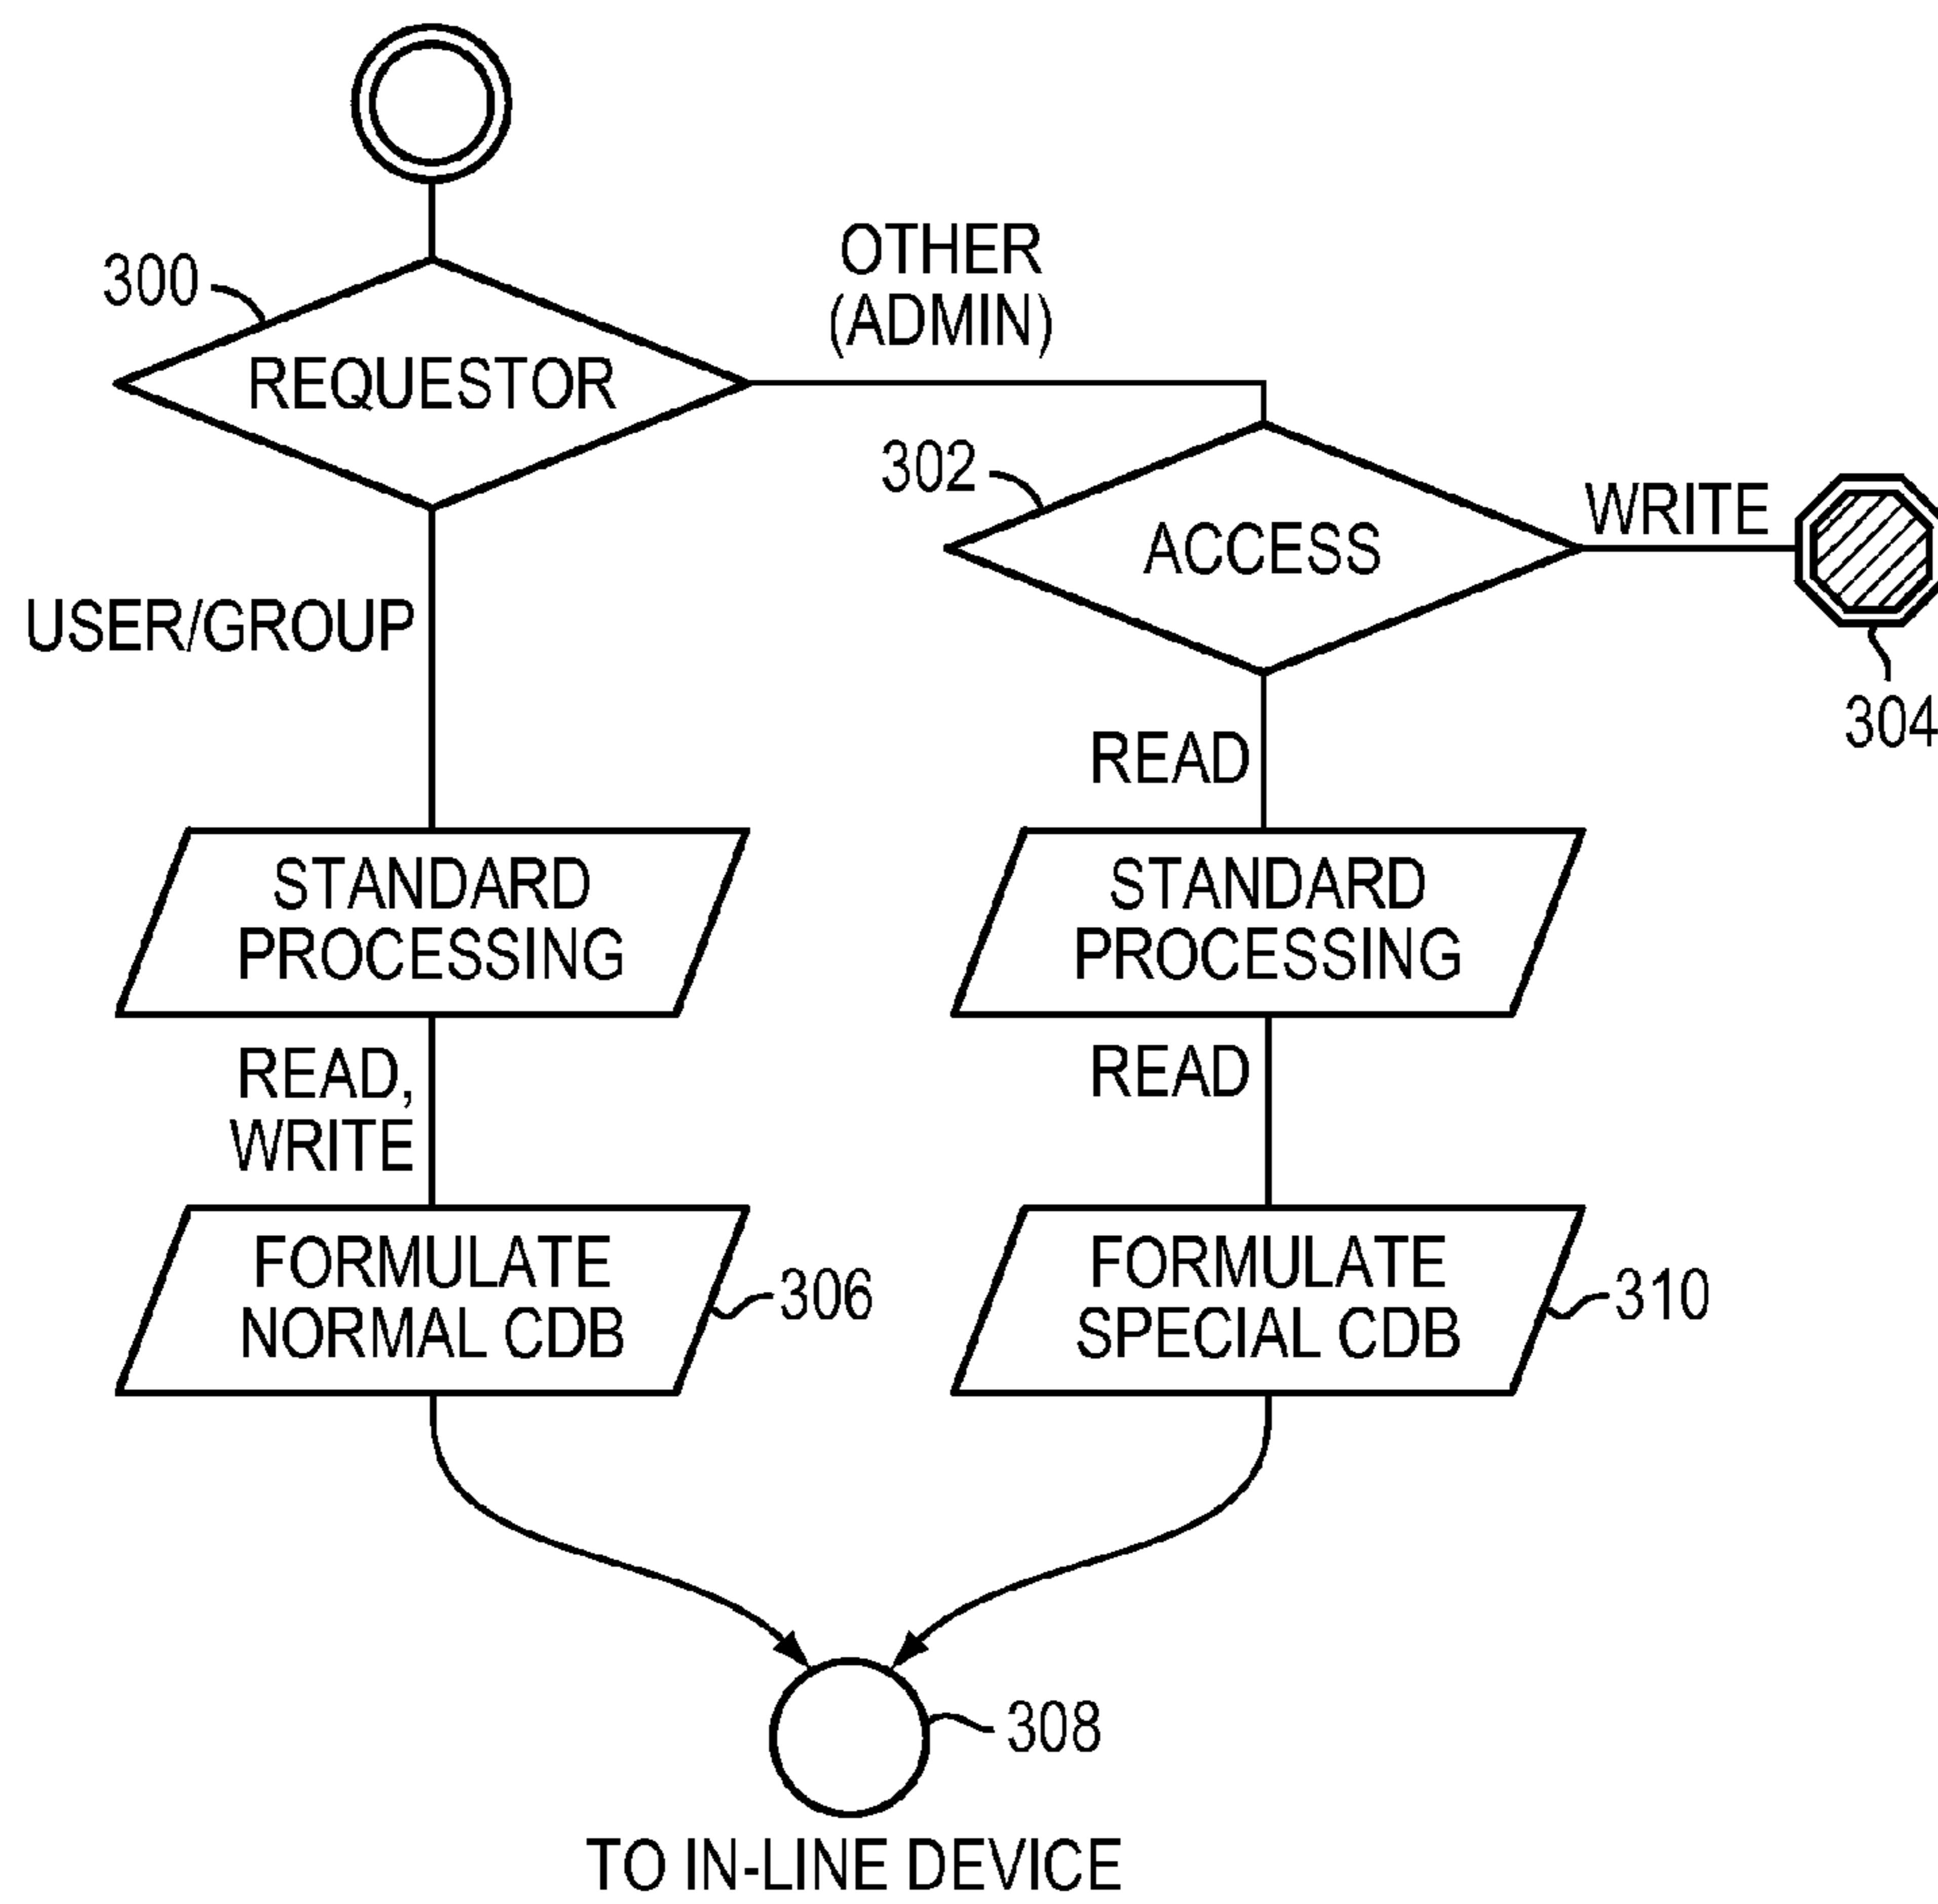 OTHER
(ADMIN)
300
REQUESTOR
302
ACCESS
WRITE
304
USER/GROUP
READ
STANDARD
PROCESSING
STANDARD
PROCESSING
READ,
WRITE
READ
FORMULATE
NORMAL CDB
306
FORMULATE
SPECIAL CDB
310
308
TO IN-LINE DEVICE